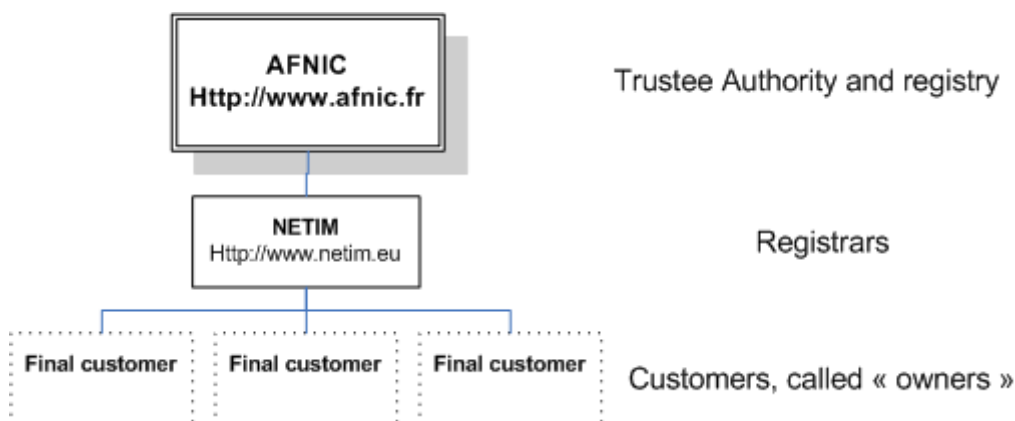 AFNIC
Http://www.afnic.fr
Trustee Authority and registry
NETIM
Http://www.netim.eu
Registrars
Final customer
Final customer
Final customer
Customers, called « owners »